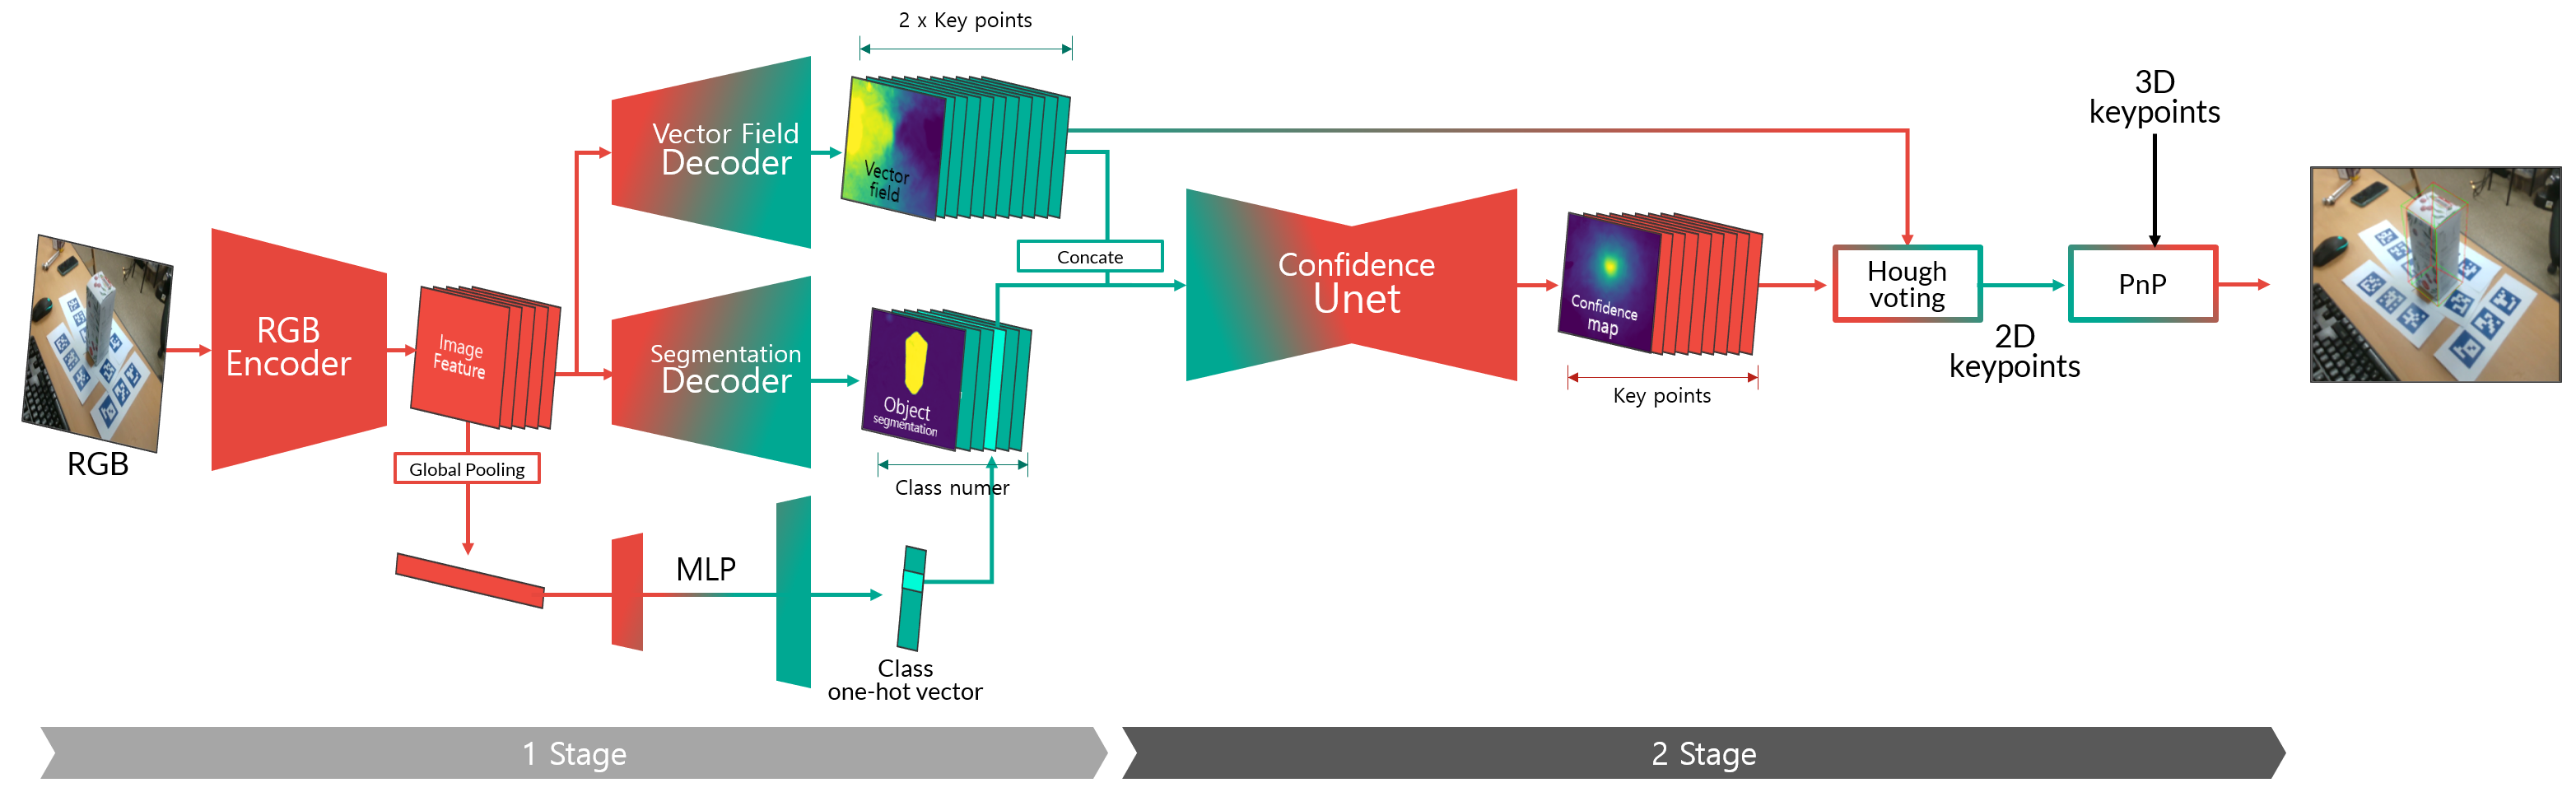 2 x Key points
Vector Field
Decoder
Vector
field
3D
keypoints
Concate
RGB
Encoder
Image
Feature
Segmentation
Decoder
Object
segmentation
Class numer
Confidence
Unet
Confidence
map
Key points
Hough
voting
2D
keypoints
PnP
RGB
Global Pooling
MLP
Class
one-hot vector
1 Stage
2 Stage